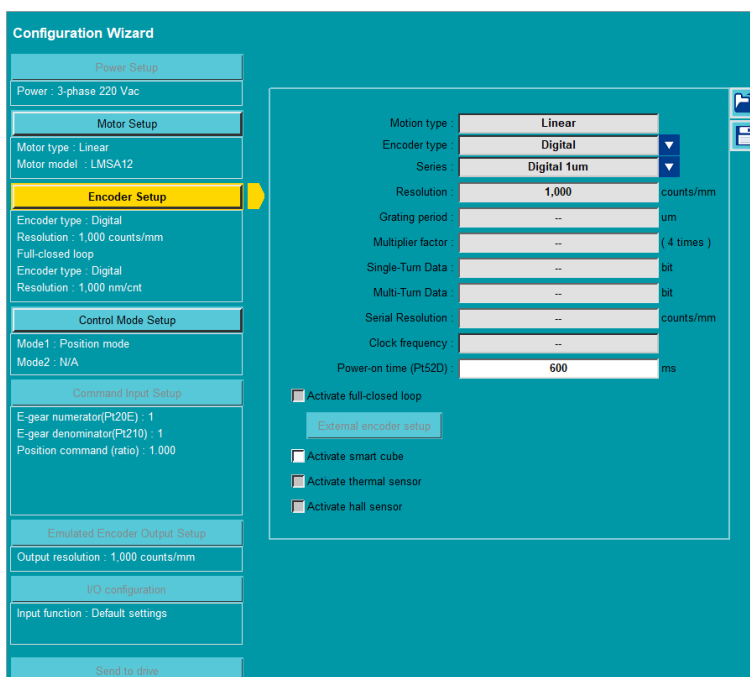 Configuration Wizard
Power Setup
Power : 3-phase 220 Vac
Motor Setup
Motor type : Linear
Motor model : LMSA12
Encoder Setup
Encoder type : Digital
Resolution : 1,000 counts/mm
Full-closed loop
Encoder type : Digital
Resolution : 1,000 nm/cnt
Control Mode Setup
Mode1 : Position mode
Mode2 : N/A
Command Input Setup
E-gear numerator(Pt20E) : 1
E-gear denominator(Pt210) : 1
Position command (ratio) : 1.000
Emulated Encoder Output Setup
Output resolution : 1,000 counts/mm
I/O configuration
Input function : Default settings
Send to drive
Motion type : Linear
Encoder type : Digital
Series : Digital 1um
Resolution : 1,000 counts/mm
Grating period : -- um
Multiplier factor : -- ( 4 times )
Single-Turn Data : -- bit
Multi-Turn Data : -- bit
Serial Resolution : -- counts/mm
Clock frequency : --
Power-on time (Pt52D) : 600 ms
Activate full-closed loop
External encoder setup
Activate smart cube
Activate thermal sensor
Activate hall sensor